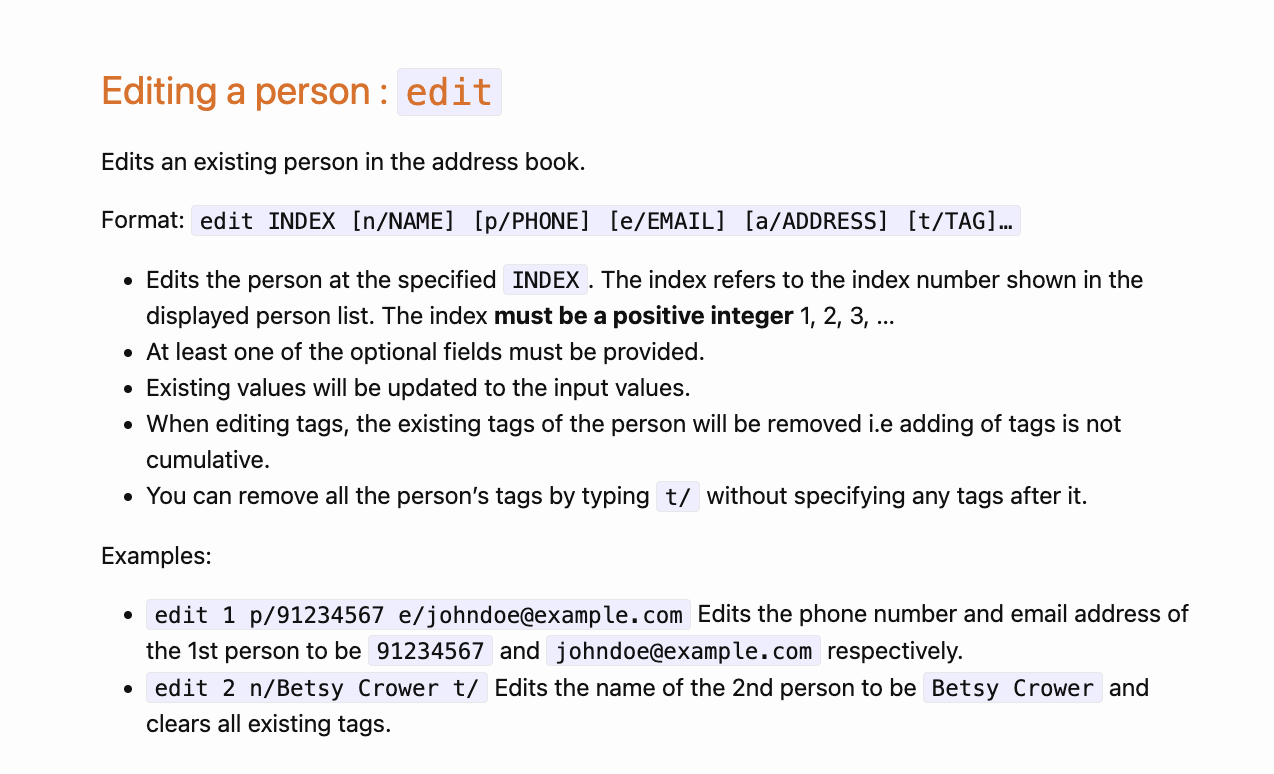 Editing a person : edit
Edits an existing person in the address book.
Format: edit INDEX [n/NAME] [p/PHONE] [e/EMAIL] [a/ADDRESS] [t/TAG]…
• Edits the person at the specified INDEX. The index refers to the index number shown in the
displayed person list. The index must be a positive integer 1, 2, 3, …
• At least one of the optional fields must be provided.
• Existing values will be updated to the input values.
• When editing tags, the existing tags of the person will be removed i.e adding of tags is not
cumulative.
• You can remove all the person’s tags by typing t/ without specifying any tags after it.
Examples:
• edit 1 p/91234567 e/johndoe@example.com Edits the phone number and email address of
the 1st person to be 91234567 and johndoe@example.com respectively.
• edit 2 n/Betsy Crower t/ Edits the name of the 2nd person to be Betsy Crower and
clears all existing tags.